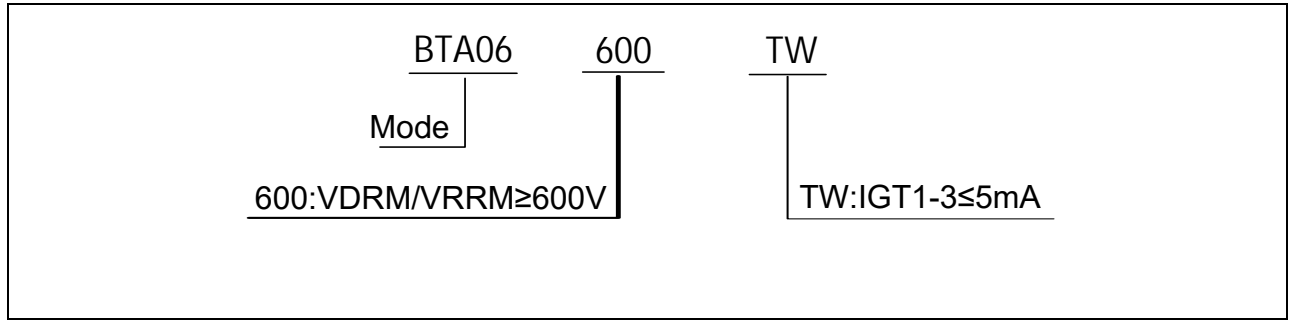 BTA06 600 TW
Mode
600:VDRM/VRRM≥600V TW:IGT1-3≤5mA